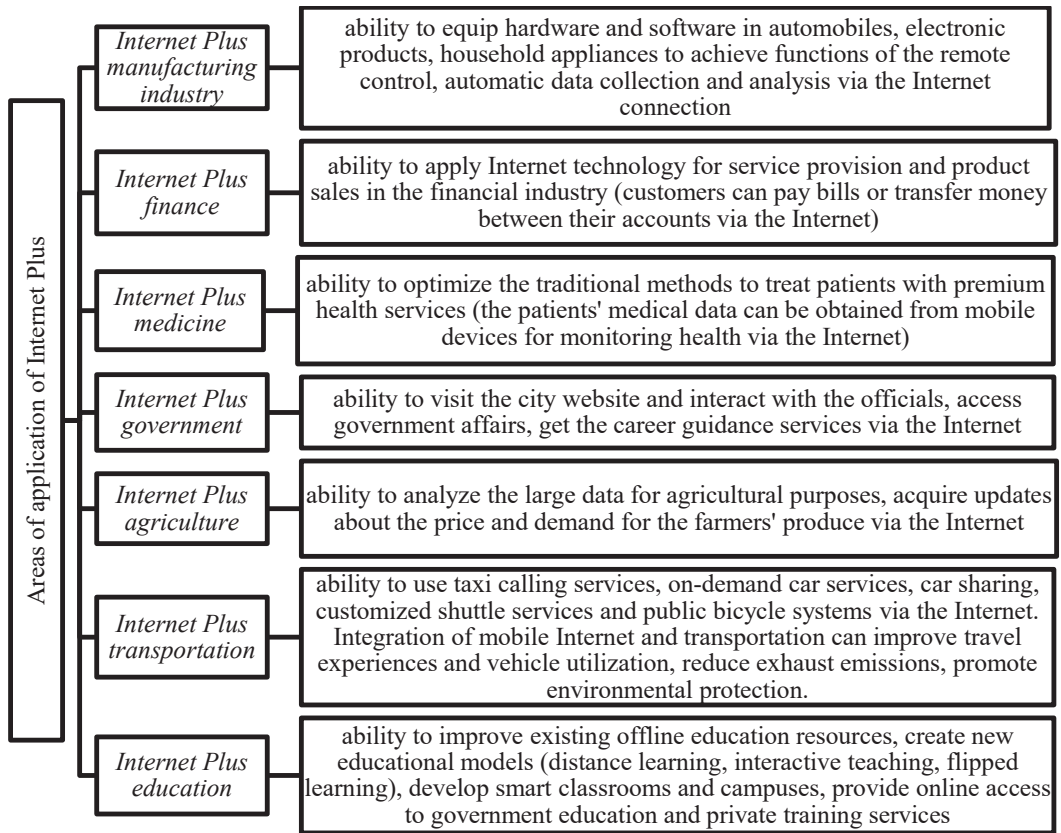 Areas of application of Internet Plus
Internet Plus
manufacturing
industry
ability to equip hardware and software in automobiles, electronic
products, household appliances to achieve functions of the remote
control, automatic data collection and analysis via the Internet
connection
Internet Plus
finance
ability to apply Internet technology for service provision and product
sales in the financial industry (customers can pay bills or transfer money
between their accounts via the Internet)
Internet Plus
medicine
ability to optimize the traditional methods to treat patients with premium
health services (the patients' medical data can be obtained from mobile
devices for monitoring health via the Internet)
Internet Plus
government
ability to visit the city website and interact with the officials, access
government affairs, get the career guidance services via the Internet
Internet Plus
agriculture
ability to analyze the large data for agricultural purposes, acquire updates
about the price and demand for the farmers' produce via the Internet
Internet Plus
transportation
ability to use taxi calling services, on-demand car services, car sharing,
customized shuttle services and public bicycle systems via the Internet.
Integration of mobile Internet and transportation can improve travel
experiences and vehicle utilization, reduce exhaust emissions, promote
environmental protection.
Internet Plus
education
ability to improve existing offline education resources, create new
educational models (distance learning, interactive teaching, flipped
learning), develop smart classrooms and campuses, provide online access
to government education and private training services